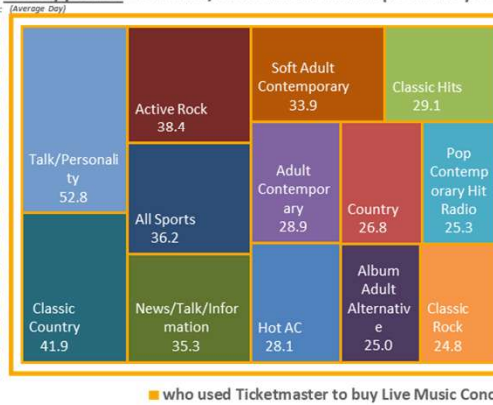 (Average Day)
Talk/Personali
ty
52.8
Active Rock
38.4
Soft Adult
Contemporary
33.9
Classic Hits
29.1
All Sports
36.2
Adult
Contempor
ary
28.9
Country
26.8
Pop
Contemp
orary Hit
Radio
25.3
Classic
Country
41.9
News/Talk/Infor
mation
35.3
Hot AC
28.1
Album
Adult
Alternativ
e
25.0
Classic
Rock
24.8
who used Ticketmaster to buy Live Music Conc